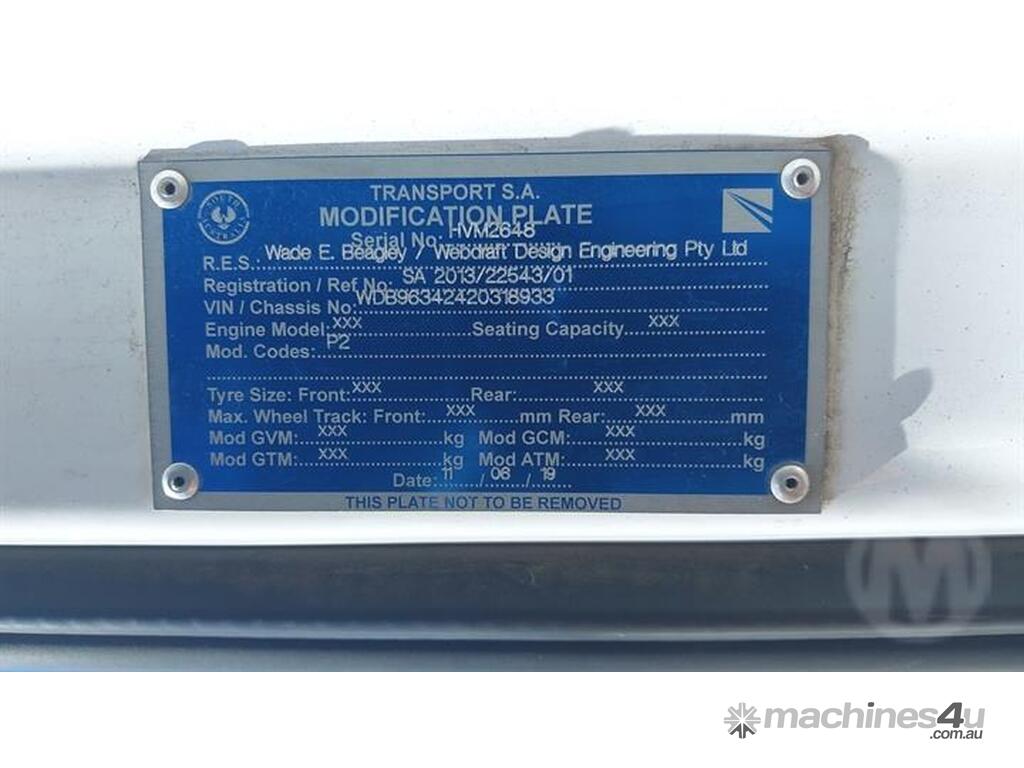 SOUTH AUSTRALIA
TRANSPORT S.A.
MODIFICATION PLATE
Serial No: HVM2648
R.E.S. Wade E. Beagley / Webcraft Design Engineering Pty Ltd
Registration / Ref No: SA 2013/22543/01
VIN / Chassis No: WDB96342420318933
Engine Model: XXX Seating Capacity XXX
Mod. Codes: P2
Tyre Size: Front: XXX Rear: XXX
Max. Wheel Track: Front: XXX mm Rear: XXX mm
Mod GVM: XXX kg Mod GCM: XXX kg
Mod GTM: XXX kg Mod ATM: XXX kg
Date: 11 / 06 / 19
THIS PLATE NOT TO BE REMOVED
M
machines4u
.com.au